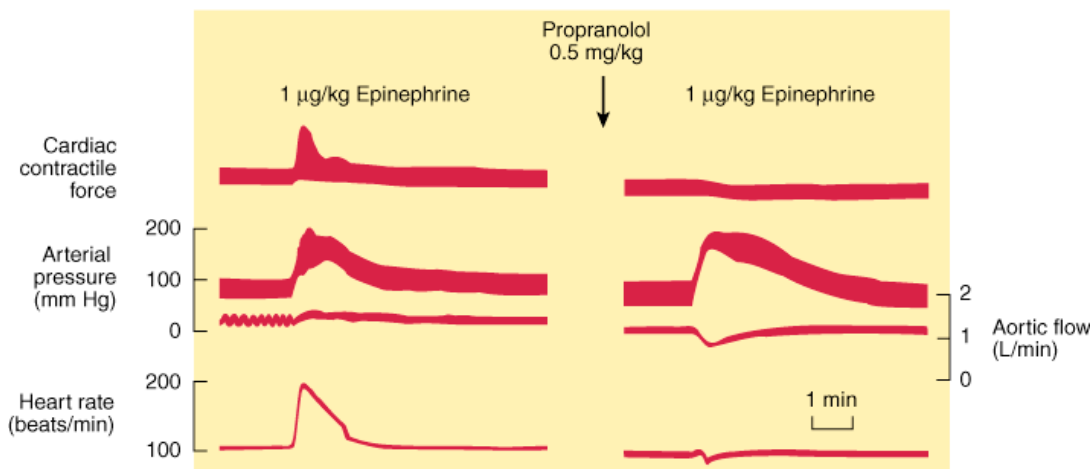 Propranolol
0.5 mg/kg
1 μg/kg Epinephrine
1 μg/kg Epinephrine
Cardiac
contractile
force
200
Arterial
pressure
(mm Hg)
100
0
2
1
0
Aortic flow
(L/min)
200
Heart rate
(beats/min)
100
1 min